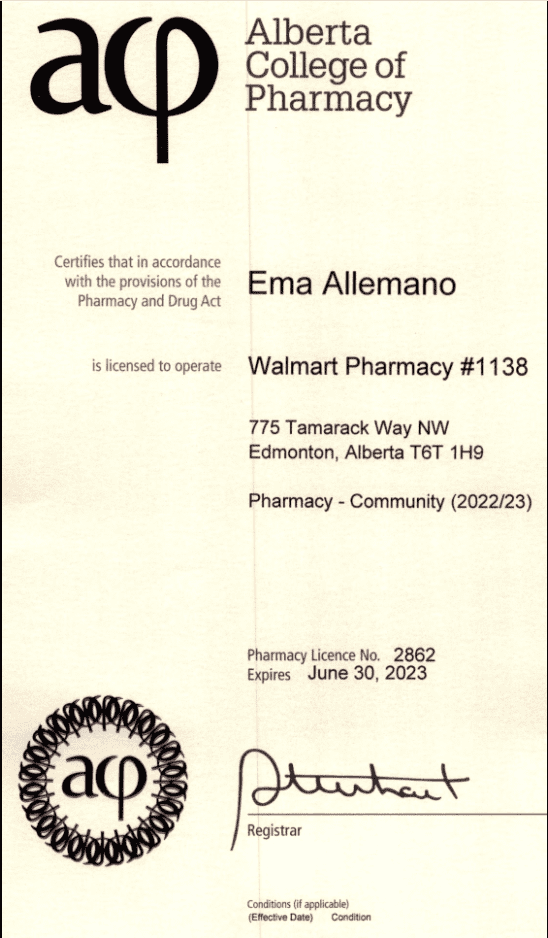 acp
Alberta
College of
Pharmacy
Certifies that in accordance
with the provisions of the
Pharmacy and Drug Act
Ema Allemano
is licensed to operate
Walmart Pharmacy #1138
775 Tamarack Way NW
Edmonton, Alberta T6T 1H9
Pharmacy - Community (2022/23)
Pharmacy Licence No. 2862
Expires June 30, 2023
acp
Registrar
Conditions (if applicable)
(Effective Date) Condition